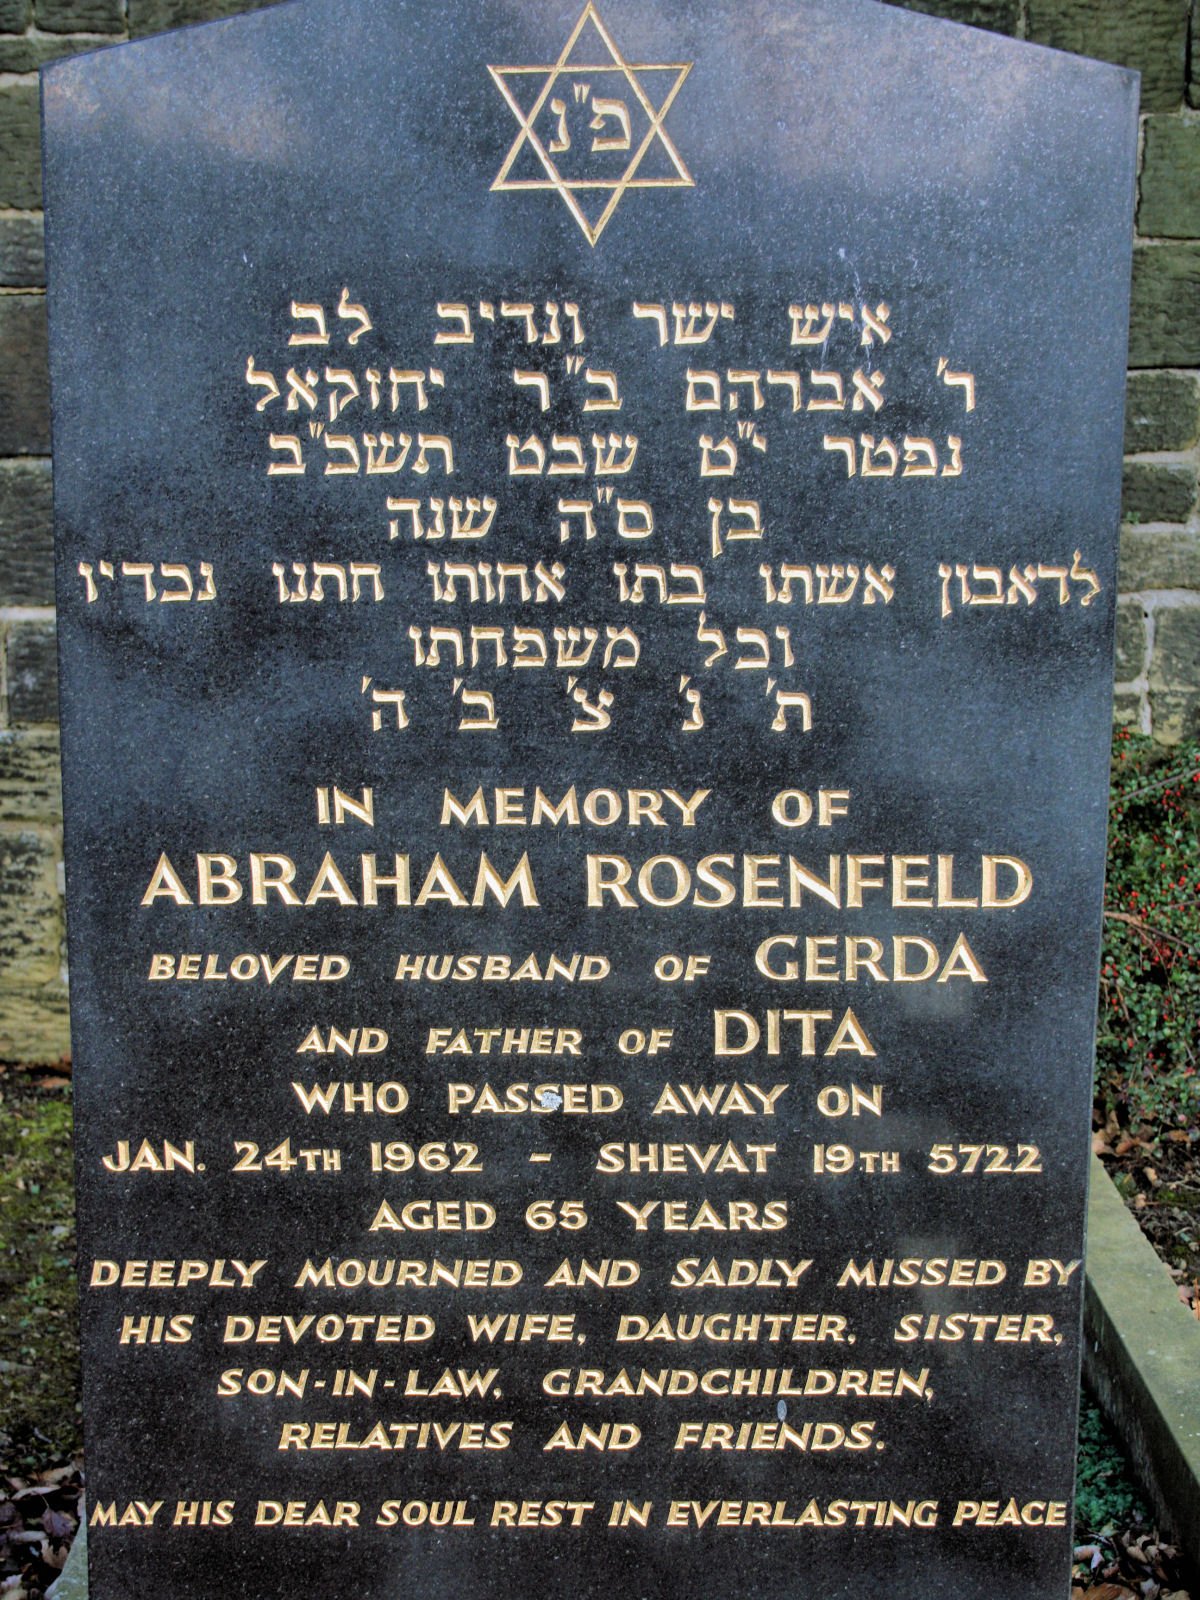 פ"נ
איש ישר ונדיב לב
ר' אברהם ב"ר יחזקאל
נפטר י"ט שבט תשכ"ב
בן ס"ה שנה
לדאבון אשתו בתו אחותו חתנו נכדיו
וכל משפחתו
ת' נ' צ' ב' ה'
IN MEMORY OF
ABRAHAM ROSENFELD
BELOVED HUSBAND OF GERDA
AND FATHER OF DITA
WHO PASSED AWAY ON
JAN. 24TH 1962 - SHEVAT 19TH 5722
AGED 65 YEARS
DEEPLY MOURNED AND SADLY MISSED BY
HIS DEVOTED WIFE, DAUGHTER, SISTER,
SON-IN-LAW, GRANDCHILDREN,
RELATIVES AND FRIENDS.
MAY HIS DEAR SOUL REST IN EVERLASTING PEACE